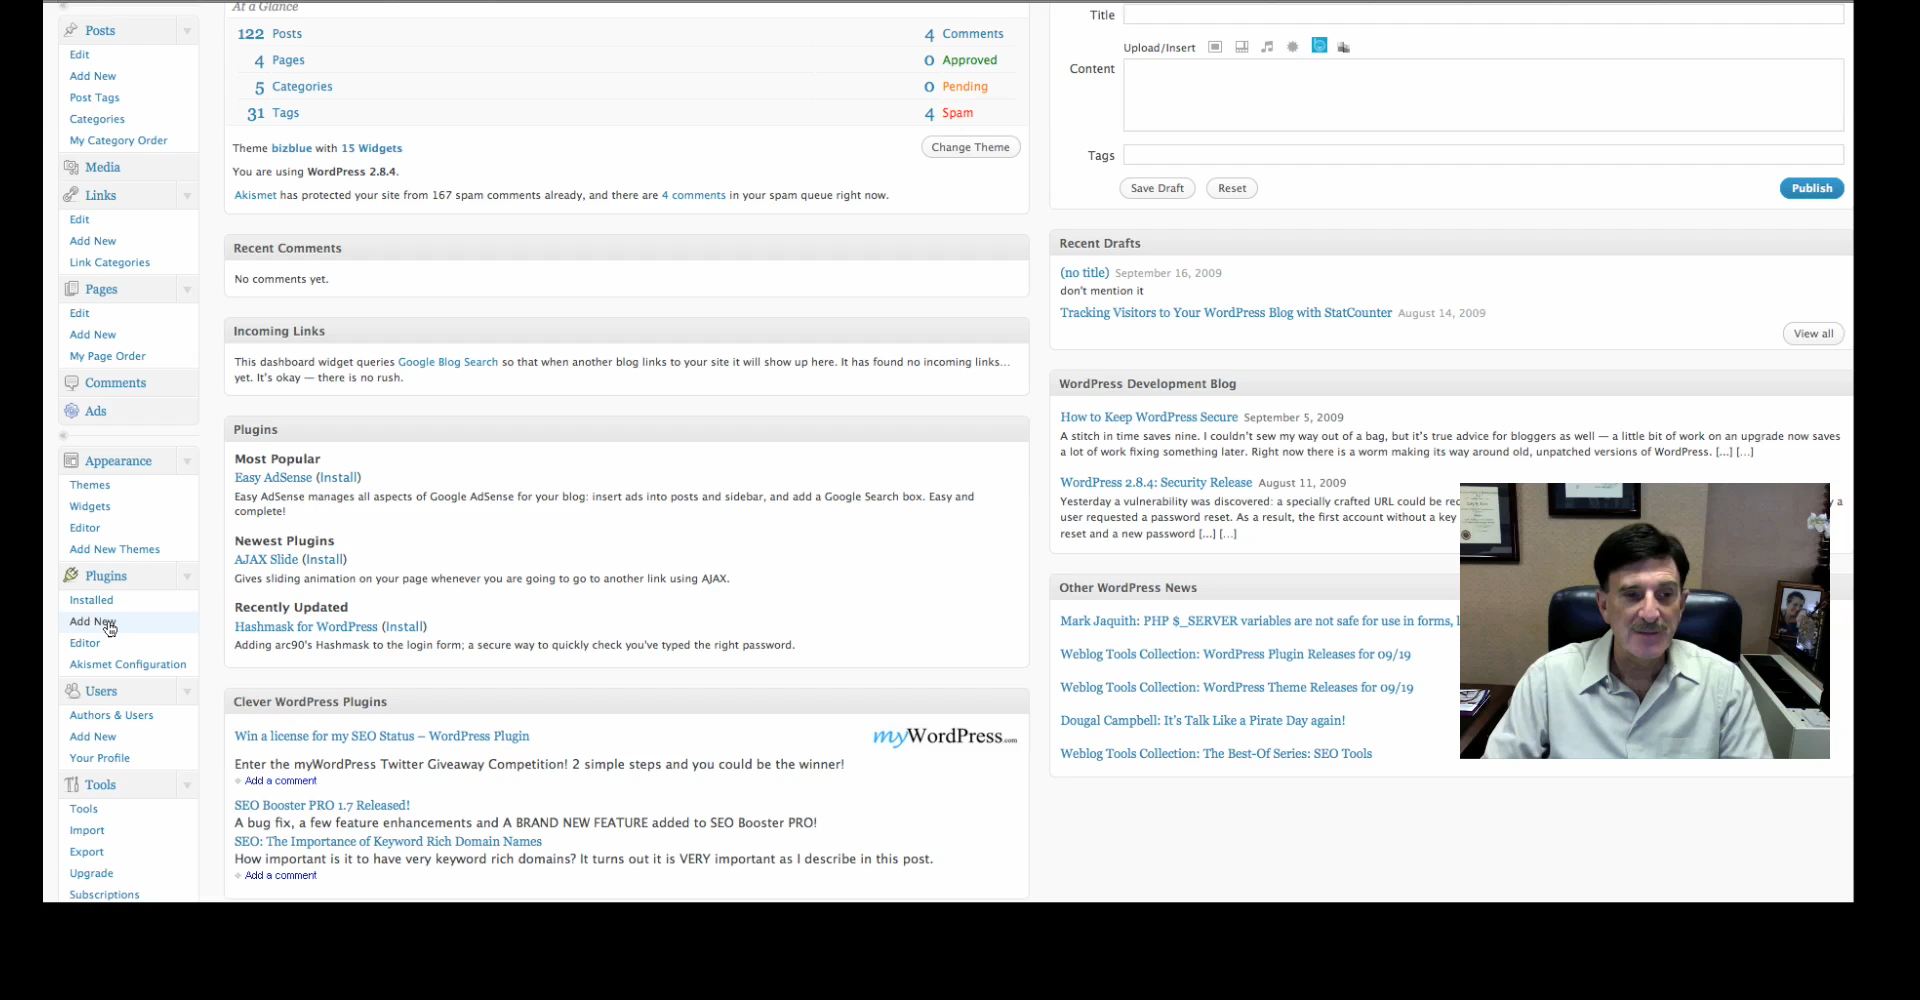 Posts
Edit
Add New
Post Tags
Categories
My Category Order
Media
Links
Edit
Add New
Link Categories
Pages
Edit
Add New
My Page Order
Comments
Ads
Appearance
Themes
Widgets
Editor
Add New Themes
Plugins
Installed
Add New
Editor
Akismet Configuration
Users
Authors & Users
Add New
Your Profile
Tools
Tools
Import
Export
Upgrade
Subscriptions
At a Glance
122 Posts 4 Comments
4 Pages 0 Approved
5 Categories 0 Pending
31 Tags 4 Spam
Theme bizblue with 15 Widgets Change Theme
You are using WordPress 2.8.4.
Akismet has protected your site from 167 spam comments already, and there are 4 comments in your spam queue right now.
Recent Comments
No comments yet.
Incoming Links
This dashboard widget queries Google Blog Search so that when another blog links to your site it will show up here. It has found no incoming links...
yet. It's okay — there is no rush.
Plugins
Most Popular
Easy AdSense (Install)
Easy AdSense manages all aspects of Google AdSense for your blog: insert ads into posts and sidebar, and add a Google Search box. Easy and
complete!
Newest Plugins
AJAX Slide (Install)
Gives sliding animation on your page whenever you are going to go to another link using AJAX.
Recently Updated
Hashmask for WordPress (Install)
Adding arc90's Hashmask to the login form; a secure way to quickly check you've typed the right password.
Clever WordPress Plugins
Win a license for my SEO Status – WordPress Plugin
myWordPress.com
Enter the myWordPress Twitter Giveaway Competition! 2 simple steps and you could be the winner!
Add a comment
SEO Booster PRO 1.7 Released!
A bug fix, a few feature enhancements and A BRAND NEW FEATURE added to SEO Booster PRO!
SEO: The Importance of Keyword Rich Domain Names
How important is it to have very keyword rich domains? It turns out it is VERY important as I describe in this post.
Add a comment
Title
Upload/Insert
Content
Tags
Save Draft Reset Publish
Recent Drafts
(no title) September 16, 2009
don't mention it
Tracking Visitors to Your WordPress Blog with StatCounter August 14, 2009
View all
WordPress Development Blog
How to Keep WordPress Secure September 5, 2009
A stitch in time saves nine. I couldn't sew my way out of a bag, but it's true advice for bloggers as well — a little bit of work on an upgrade now saves
a lot of work fixing something later. Right now there is a worm making its way around old, unpatched versions of WordPress. [...] [...]
WordPress 2.8.4: Security Release August 11, 2009
Yesterday a vulnerability was discovered: a specially crafted URL could be
user requested a password reset. As a result, the first account without a key
reset and a new password [...] [...]
Other WordPress News
Mark Jaquith: PHP $_SERVER variables are not safe for use in forms,
Weblog Tools Collection: WordPress Plugin Releases for 09/19
Weblog Tools Collection: WordPress Theme Releases for 09/19
Dougal Campbell: It's Talk Like a Pirate Day again!
Weblog Tools Collection: The Best-Of Series: SEO Tools